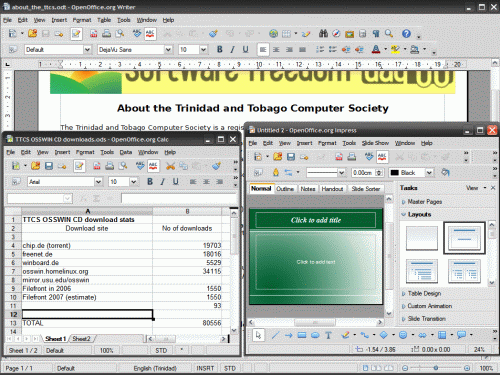 about_the_ttcs.odt - OpenOffice.org Writer
File Edit View Insert Format Table Tools Window Help
Default DejaVu Sans 10
Software Freedom day
About the Trinidad and Tobago Computer Society
The Trinidad and Tobago Computer Society is a regis
TTCS OSSWIN CD downloads.ods - OpenOffice.org Calc
File Edit View Insert Format Tools Data Window Help
Arial 10
A B
1 TTCS OSSWIN CD download stats
2 Download site No of downloads
3
4 chip.de (torrent) 19703
5 freenet.de 18016
6 winboard.de 5529
7 osswin.homelinux.org 34115
8 mirror.usu.edu/osswin
9 Filefront in 2006 1550
10 Filefront 2007 (estimate) 1550
11 93
12
13 TOTAL 80556
Sheet 1 Sheet2
Sheet 1 / 2 Default 100% STD *
Untitled 2 - OpenOffice.org Impress
File Edit View Insert Format Tools Slide Show Window
0.00cm Black
Normal Outline Notes Handout Slide Sorter
Click to add title
Click to add text
Tasks View
Master Pages
Layouts
Table Design
Custom Animation
Slide Transition
-1.54 / 3.86 0.00 x 0.00 24%
Page 1 / 1 Default English (Trinidad) INSRT STD 100%